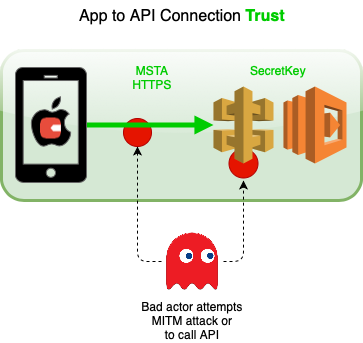 App to API Connection Trust
MSTA
HTTPS
SecretKey
Bad actor attempts
MITM attack or
to call API